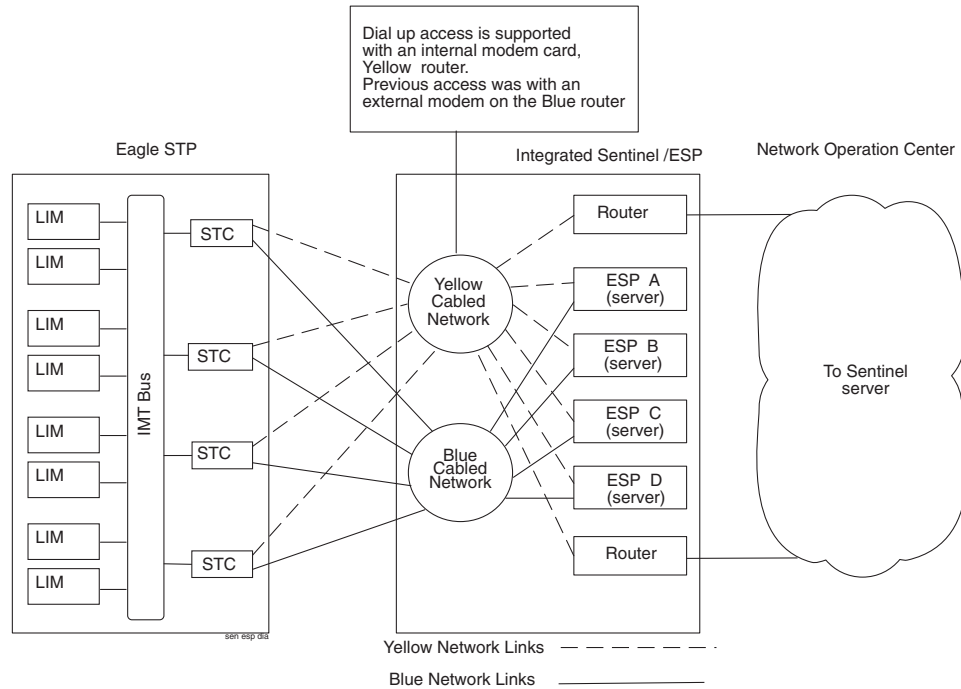 Dial up access is supported
with an internal modem card,
Yellow router.
Previous access was with an
external modem on the Blue router
Eagle STP
Integrated Sentinel /ESP
Network Operation Center
LIM
LIM
LIM
LIM
LIM
LIM
LIM
LIM
IMT Bus
STC
STC
STC
STC
Yellow
Cabled
Network
Blue
Cabled
Network
Router
ESP A
(server)
ESP B
(server)
ESP C
(server)
ESP D
(server)
Router
To Sentinel
server
sen esp dia
Yellow Network Links
Blue Network Links